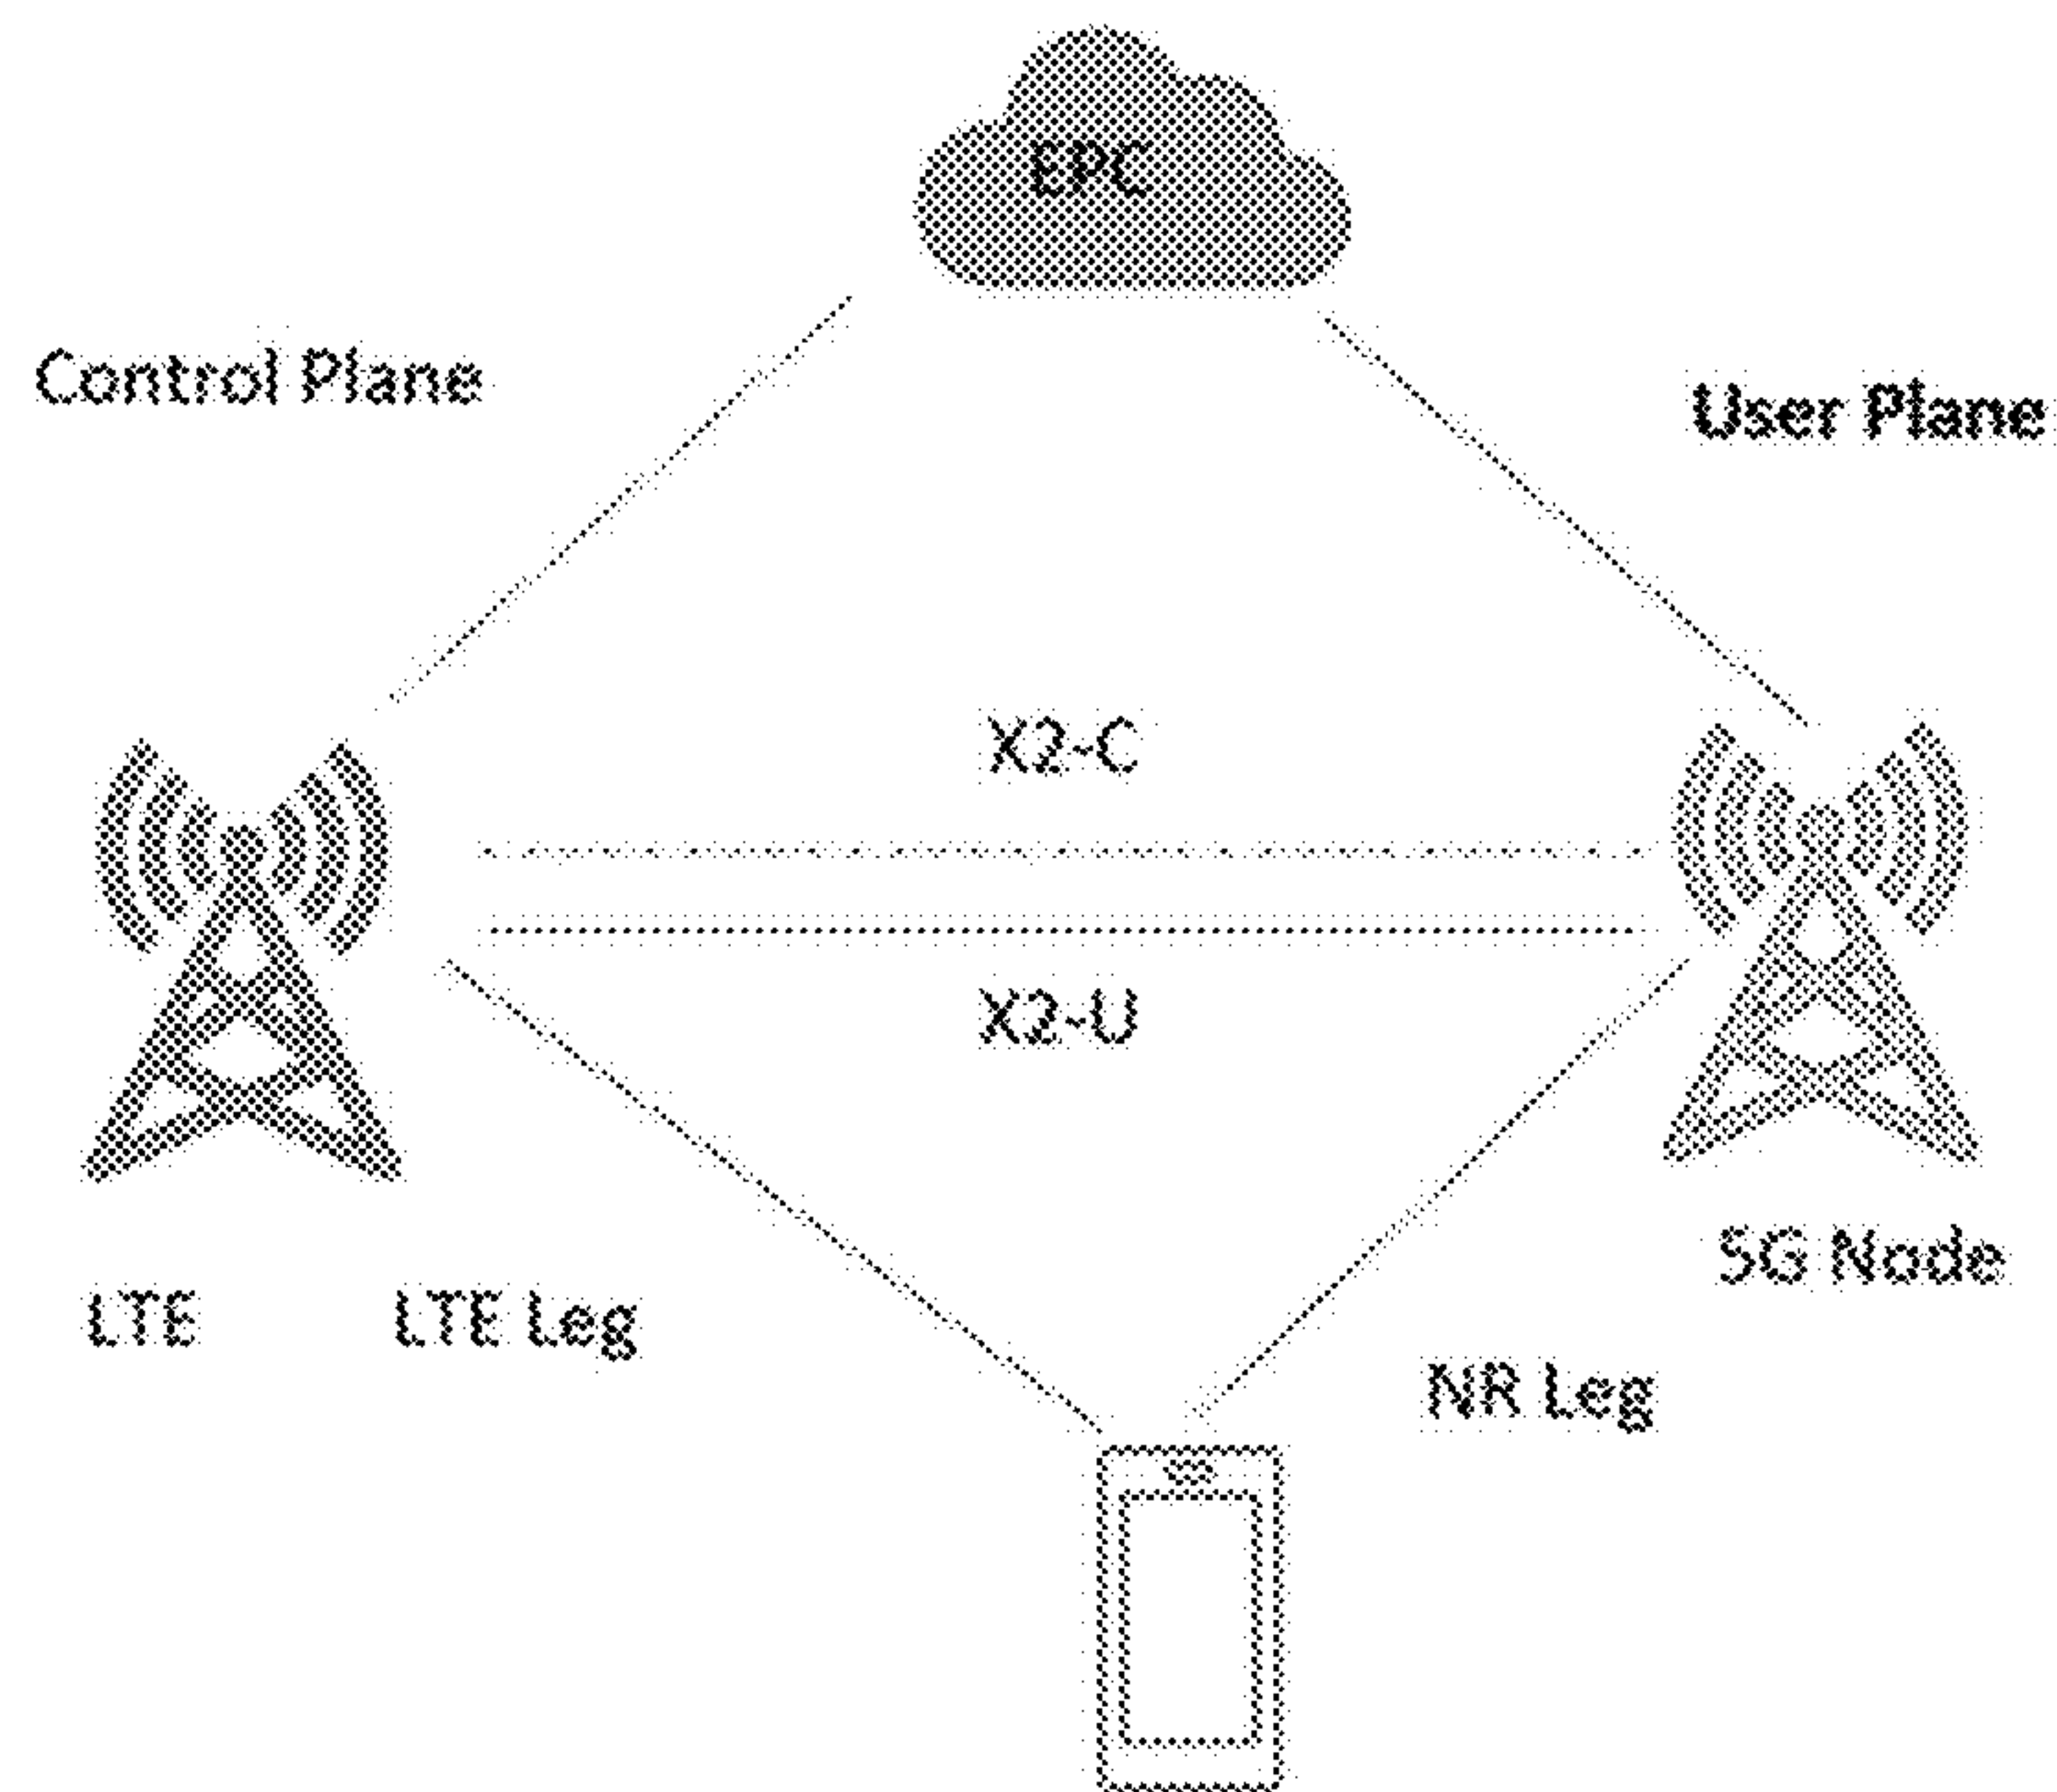 EPC
Control Plane
User Plane
X2-C
X2-U
5G Node
LTE
LTE Leg
NR Leg